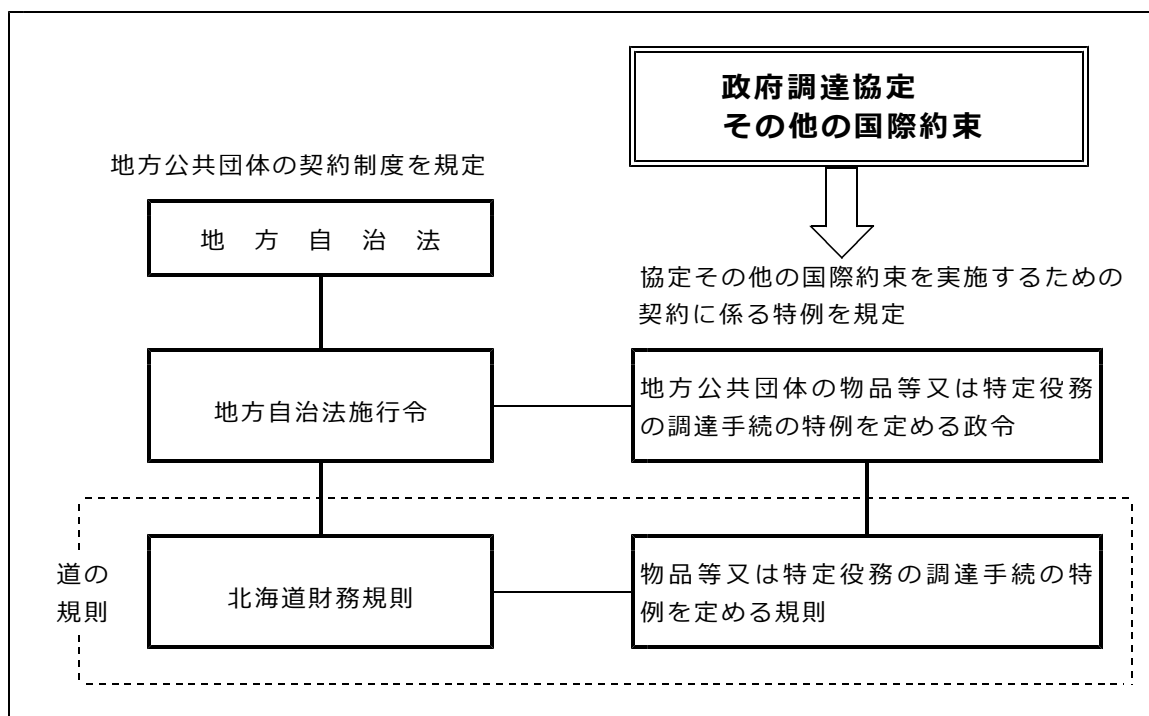 政府調達協定
その他の国際約束
地方公共団体の契約制度を規定
地方自治法
協定その他の国際約束を実施するための
契約に係る特例を規定
地方自治法施行令
地方公共団体の物品等又は特定役務
の調達手続の特例を定める政令
道の
規則
北海道財務規則
物品等又は特定役務の調達手続の特
例を定める規則